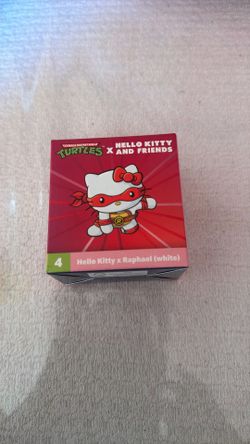 TEENAGE MUTANT NINJA
TURTLES
X
HELLO KITTY
AND FRIENDS
4
Hello Kitty x Raphael (white)